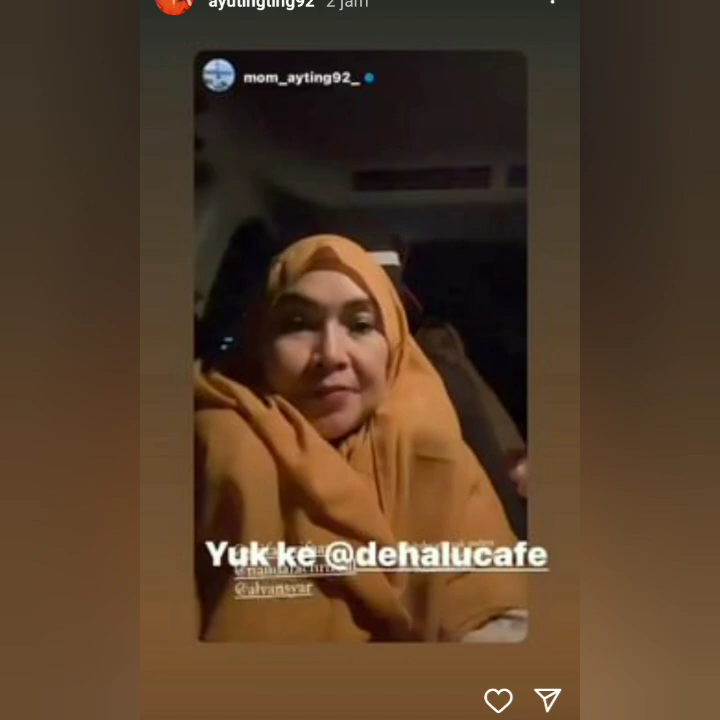 ayutingting92 2 jam
mom_ayting92_
Yuk ke @dehalucafe
@alvansyar